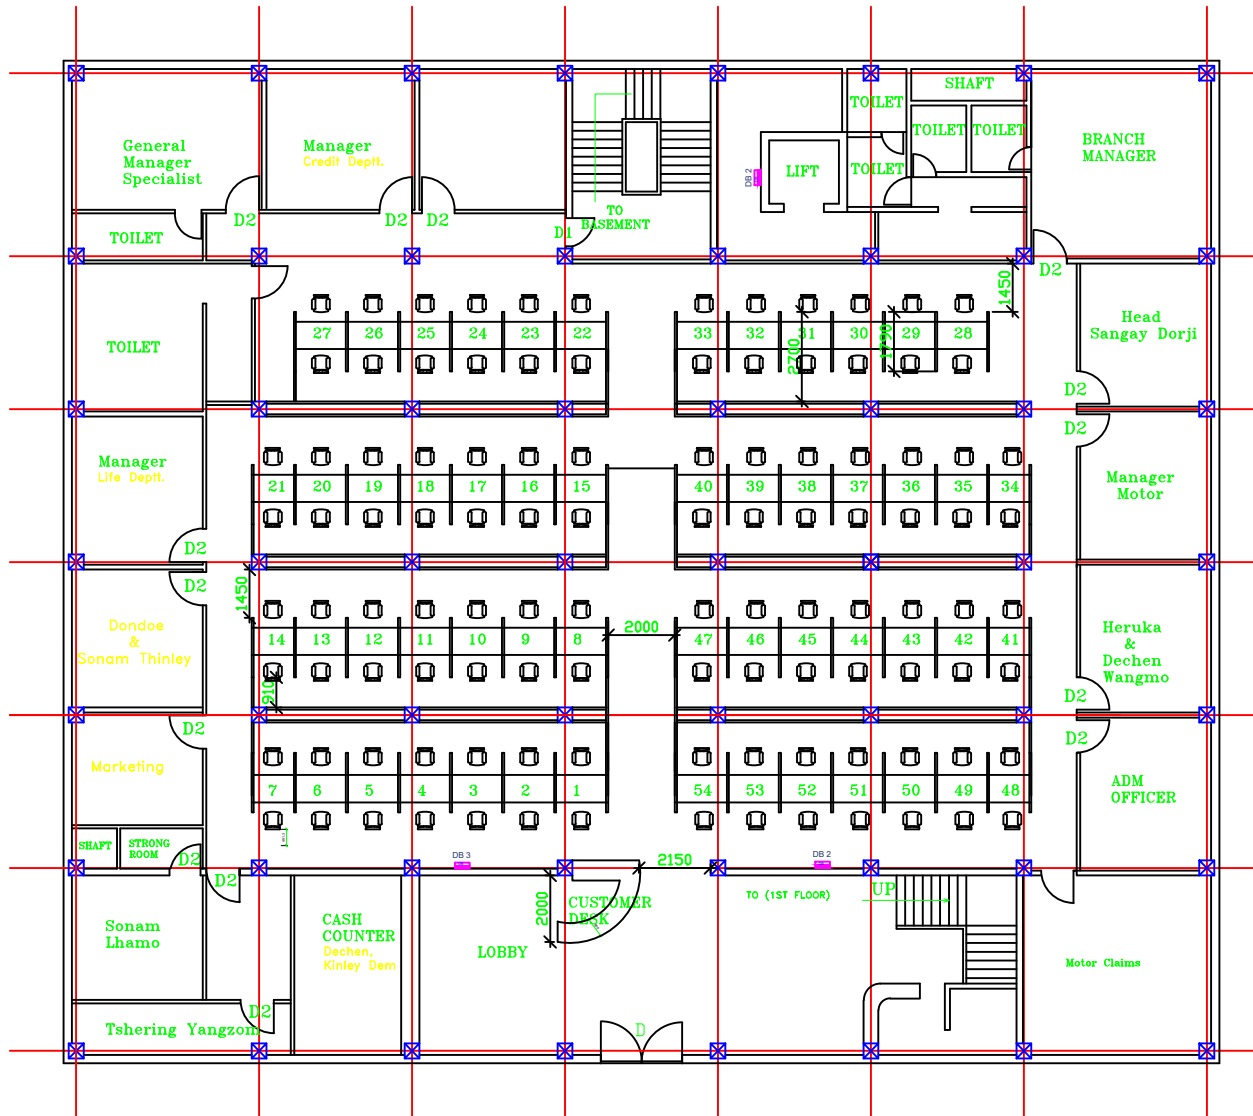 SHAFT
TOILET
TOILET
TOILET
General
Manager
Specialist
Manager
Credit Deptt.
BRANCH
MANAGER
LIFT
TOILET
DB 2
TO
BASEMENT
D2
D2
D2
D1
TOILET
D2
1450
27
26
25
24
23
22
33
32
31
30
29
28
2700
1790
Head
Sangay Dorji
TOILET
D2
D2
Manager
Life Deptt.
21
20
19
18
17
16
15
40
39
38
37
36
35
34
Manager
Motor
D2
D2
1450
Dondoe
&
Sonam Thinley
14
13
12
11
10
9
8
2000
47
46
45
44
43
42
41
Heruka
&
Dechen
Wangmo
910
D2
D2
D2
Marketing
7
6
5
4
3
2
1
54
53
52
51
50
49
48
ADM
OFFICER
SHAFT
STRONG
ROOM
D2
DB 3
2150
DB 2
D2
TO (1ST FLOOR)
UP
2000
CUSTOMER
DESK
Sonam
Lhamo
CASH
COUNTER
Dechen,
Kinley Dem
LOBBY
Motor Claims
D2
Tshering Yangzom
D